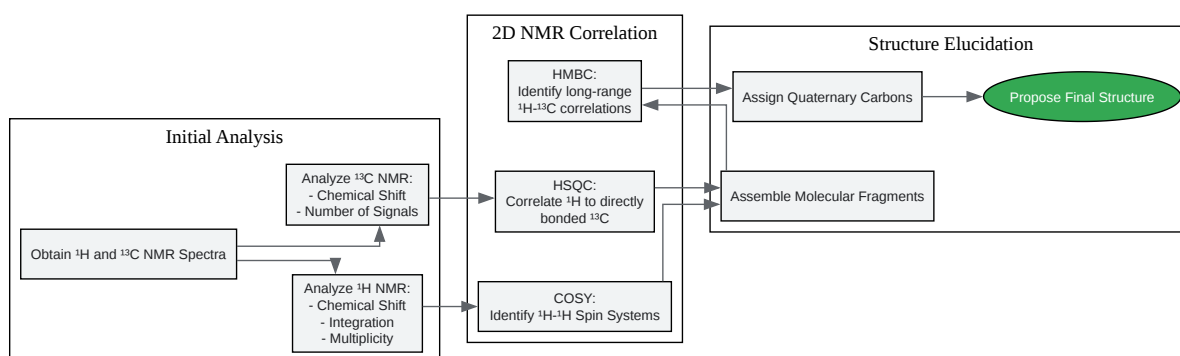 Initial Analysis
Obtain ¹H and ¹³C NMR Spectra
Analyze ¹³C NMR:
- Chemical Shift
- Number of Signals
Analyze ¹H NMR:
- Chemical Shift
- Integration
- Multiplicity
2D NMR Correlation
HMBC:
Identify long-range
¹H-¹³C correlations
HSQC:
Correlate ¹H to directly
bonded ¹³C
COSY:
Identify ¹H-¹H Spin Systems
Structure Elucidation
Assign Quaternary Carbons
Propose Final Structure
Assemble Molecular Fragments